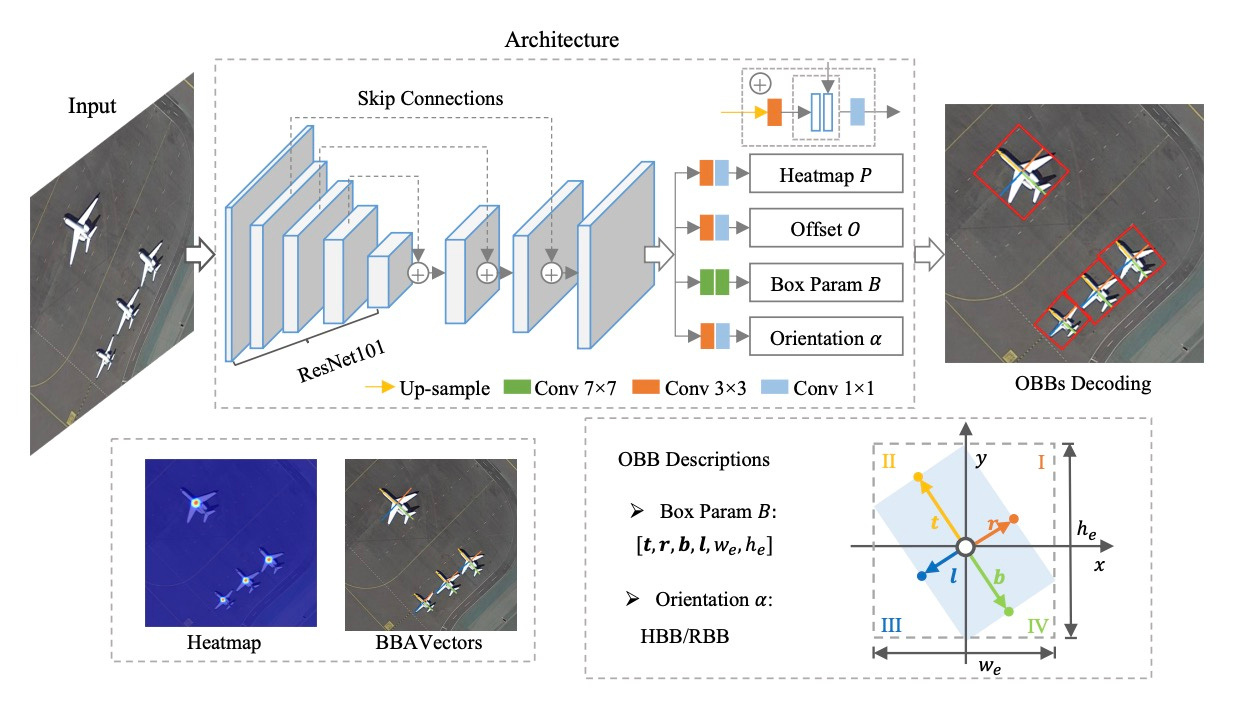 Architecture
Input
Skip Connections
Heatmap P
Offset O
Box Param B
Orientation α
ResNet101
Up-sample
Conv 7×7
Conv 3×3
Conv 1×1
OBBs Decoding
Heatmap
BBAVectors
OBB Descriptions
➢ Box Param B:
[t, r, b, l, wₑ, hₑ]
➢ Orientation α:
HBB/RBB
II
y
I
t
r
hₑ
x
l
b
III
IV
wₑ